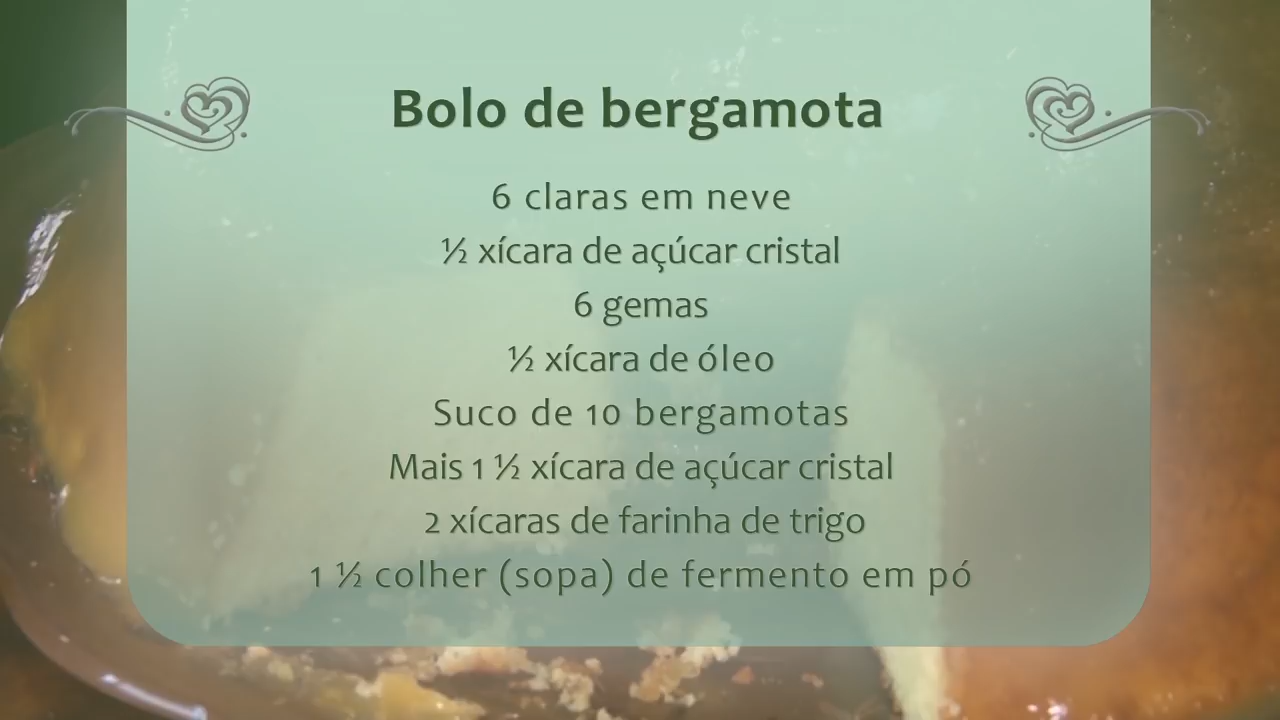 Bolo de bergamota
6 claras em neve
½ xícara de açúcar cristal
6 gemas
½ xícara de óleo
Suco de 10 bergamotas
Mais 1 ½ xícara de açúcar cristal
2 xícaras de farinha de trigo
1 ½ colher (sopa) de fermento em pó